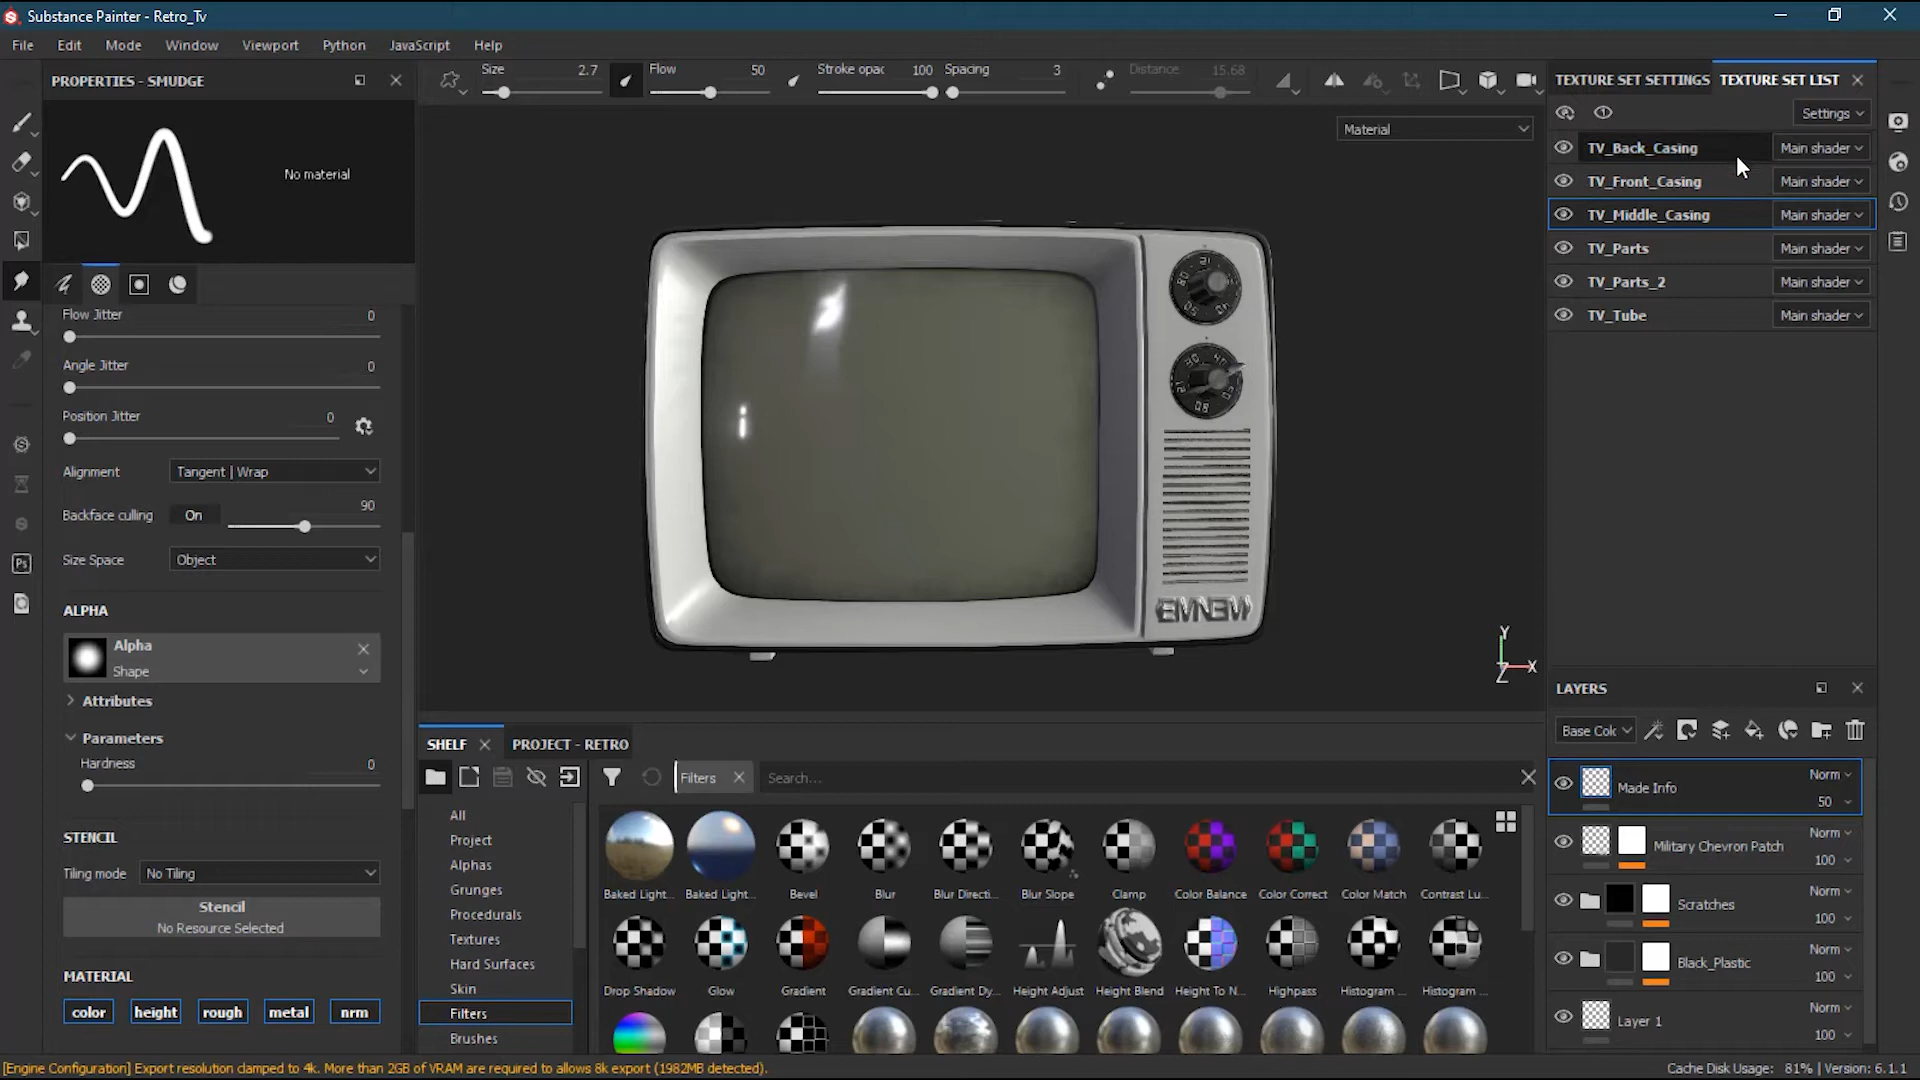 Substance Painter - Retro_Tv
File Edit Mode Window Viewport Python JavaScript Help
PROPERTIES - SMUDGE
Size 2.7
Flow 50
Stroke opac 100
Spacing 3
Distance 15.68
TEXTURE SET SETTINGS
TEXTURE SET LIST
Material
Settings
No material
TV_Back_Casing Main shader
TV_Front_Casing Main shader
TV_Middle_Casing Main shader
TV_Parts Main shader
TV_Parts_2 Main shader
TV_Tube Main shader
Flow Jitter 0
Angle Jitter 0
Position Jitter 0
Alignment Tangent | Wrap
Backface culling On 90
Size Space Object
ALPHA
Alpha
Shape
Attributes
Parameters
Hardness 0
STENCIL
Tiling mode No Tiling
Stencil
No Resource Selected
MATERIAL
color height rough metal nrm
Y
X
Z
SHELF
PROJECT - RETRO
Filters
Search...
All
Project
Alphas
Grunges
Procedurals
Textures
Hard Surfaces
Skin
Filters
Brushes
Baked Light... Baked Light... Bevel Blur Blur Directi... Blur Slope Clamp Color Balance Color Correct Color Match Contrast Lu...
Drop Shadow Glow Gradient Gradient Cu... Gradient Dy... Height Adjust Height Blend Height To N... Highpass Histogram ... Histogram ...
LAYERS
Base Col
Made Info Norm 50
Military Chevron Patch Norm 100
Scratches Norm 100
Black_Plastic Norm 100
Layer 1 Norm 100
[Engine Configuration] Export resolution clamped to 4k. More than 2GB of VRAM are required to allows 8k export (1982MB detected).
Cache Disk Usage: 81% | Version: 6.1.1